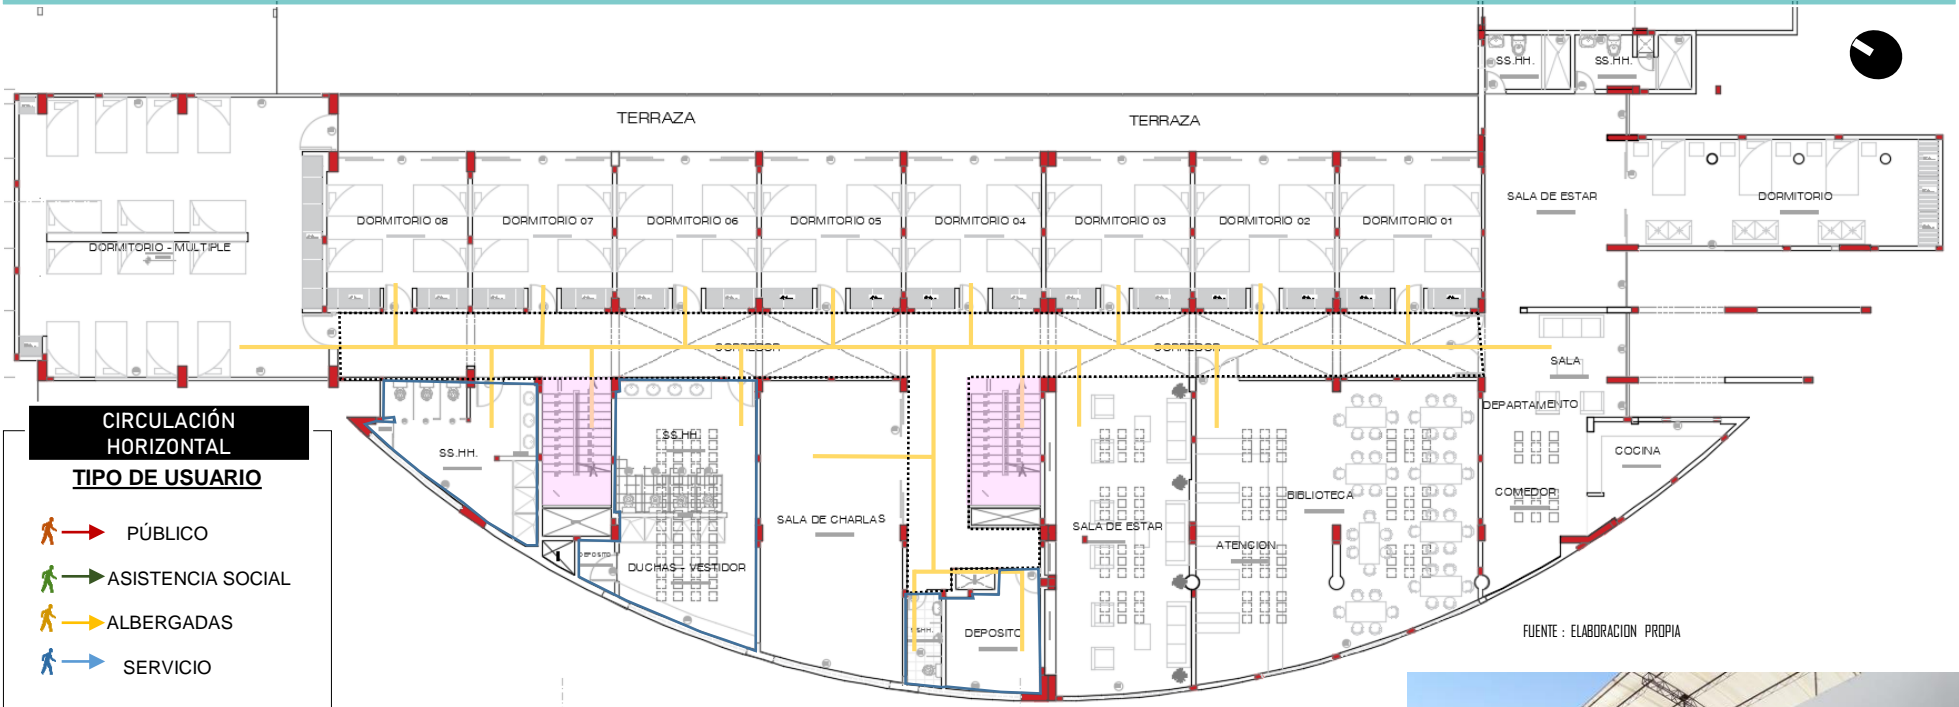 SS.HH.
SS.HH.
TERRAZA
TERRAZA
SALA DE ESTAR
DORMITORIO
DORMITORIO 08
DORMITORIO 07
DORMITORIO 06
DORMITORIO 05
DORMITORIO 04
DORMITORIO 03
DORMITORIO 02
DORMITORIO 01
DORMITORIO - MULTIPLE
CORREDOR
CORREDOR
SALA
DEPARTAMENTO
COCINA
COMEDOR
SS.HH.
SS.HH.
DEPOSITO
DUCHAS - VESTIDOR
SALA DE CHARLAS
SS.HH.
DEPOSITO
SALA DE ESTAR
ATENCION
BIBLIOTECA
CIRCULACIÓN
HORIZONTAL
TIPO DE USUARIO
PÚBLICO
ASISTENCIA SOCIAL
ALBERGADAS
SERVICIO
FUENTE : ELABORACION PROPIA